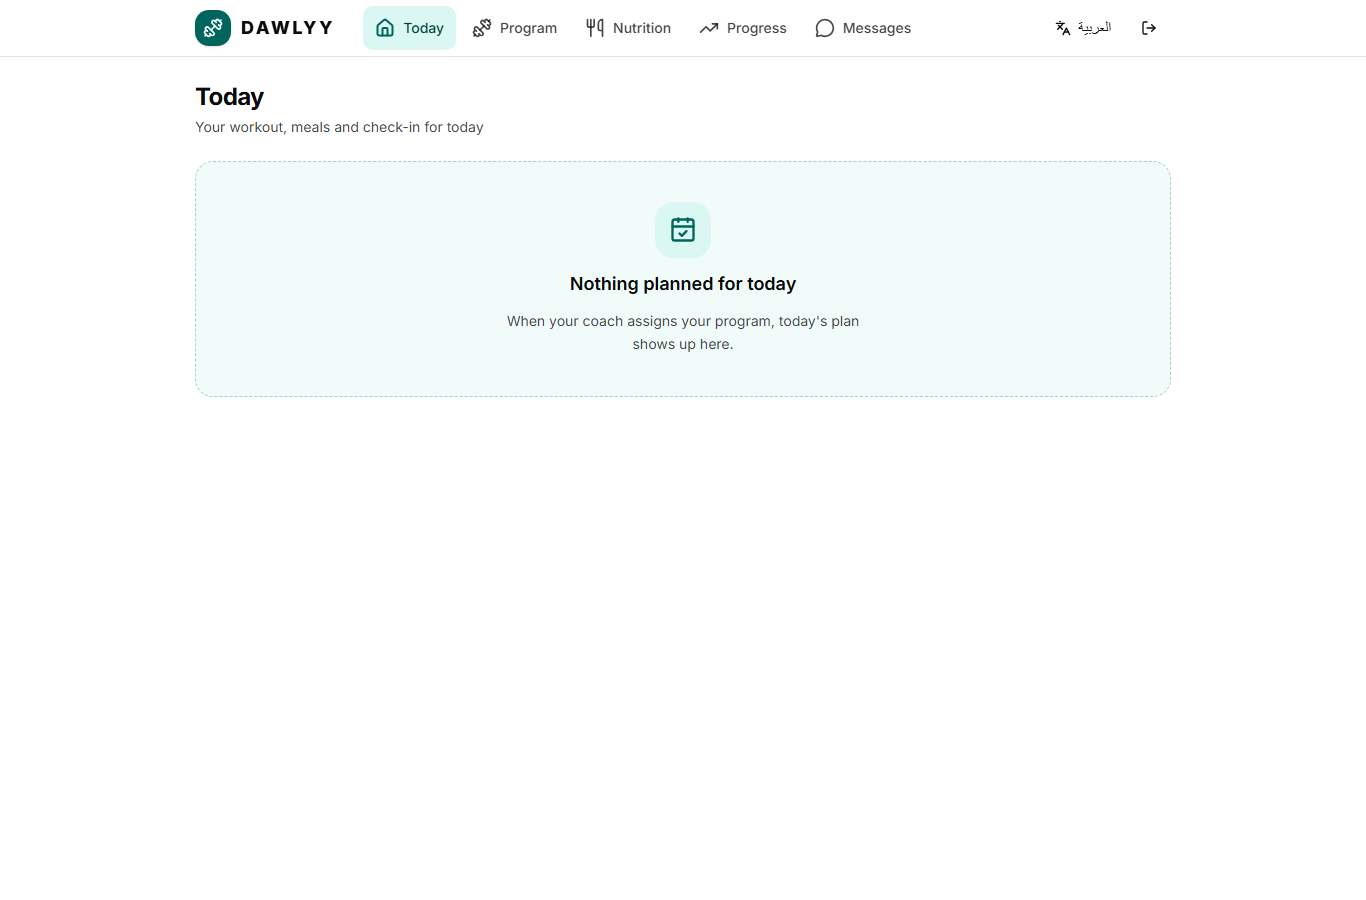 DAWLYY
Today
Program
Nutrition
Progress
Messages
العربية
Today
Your workout, meals and check-in for today
Nothing planned for today
When your coach assigns your program, today's plan
shows up here.